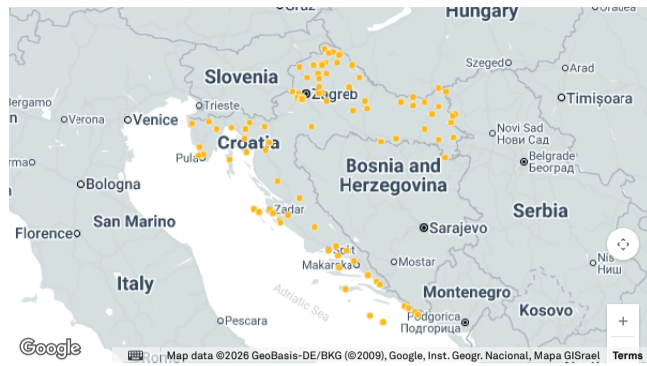 Graz
Hungary
Oradea
Slovenia
Szeged
Arad
Zagreb
Timișoara
Bergamo
Verona
Venice
Trieste
Novi Sad
Нови Сад
Croatia
Pula
Belgrade
Београд
Bosnia and
Herzegovina
Bologna
Zadar
San Marino
Serbia
Florence
Sarajevo
Split
Makarska
Mostar
Niš
Ниш
Italy
Montenegro
Adriatic Sea
Kosovo
Pescara
Podgorica
Подгорица
Google
Rome
Map data ©2026 GeoBasis-DE/BKG (©2009), Google, Inst. Geogr. Nacional, Mapa GISrael
Terms